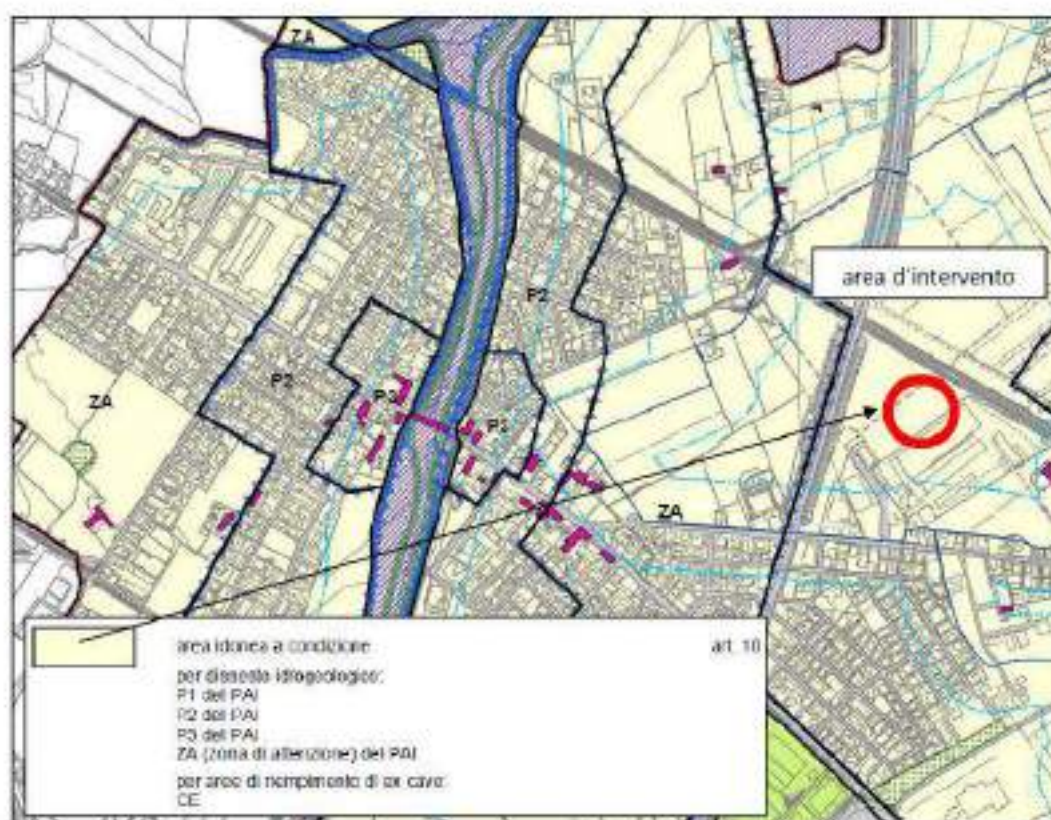 ZA
P2
area d'intervento
P2
ZA
P3
P3
ZA
area idonea a condizione art. 10
per dissesto idrogeologico:
P1 del PAI
P2 del PAI
P3 del PAI
ZA (zona di attenzione) del PAI
per aree di riempimento di ex cave:
CE